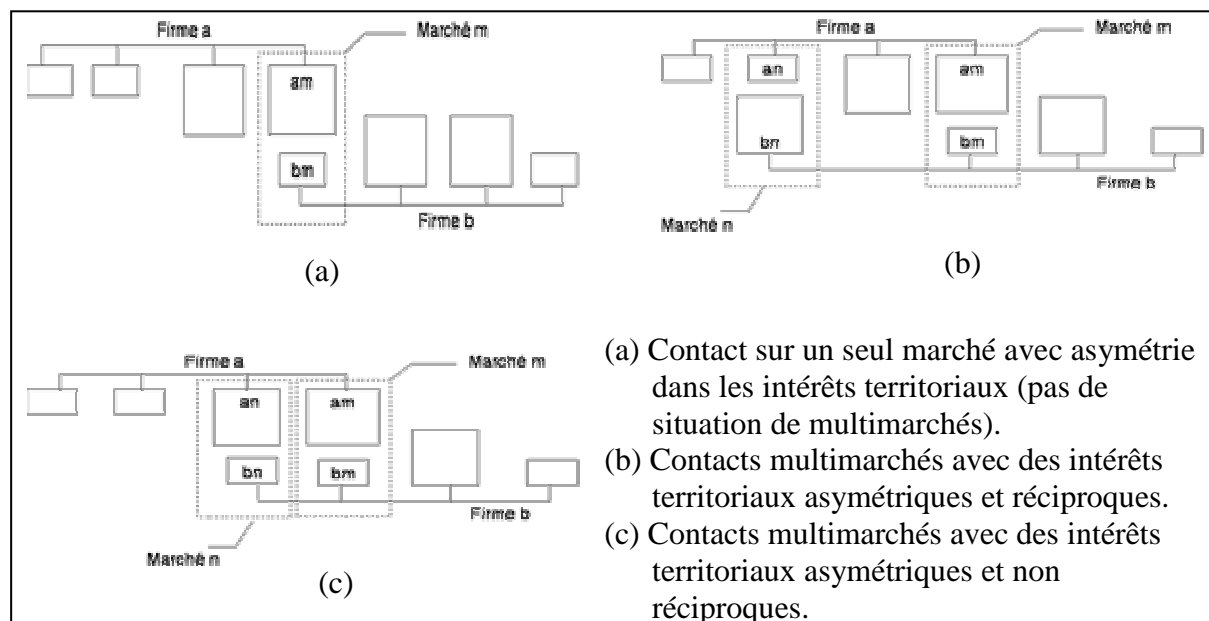 Firme a
Marché m
am
bm
Firme b
(a)
Firme a
Marché m
an
am
bn
bm
Firme b
Marché n
(b)
Firme a
Marché m
an
am
bn
bm
Firme b
Marché n
(c)
(a) Contact sur un seul marché avec asymétrie
dans les intérêts territoriaux (pas de
situation de multimarchés).
(b) Contacts multimarchés avec des intérêts
territoriaux asymétriques et réciproques.
(c) Contacts multimarchés avec des intérêts
territoriaux asymétriques et non
réciproques.